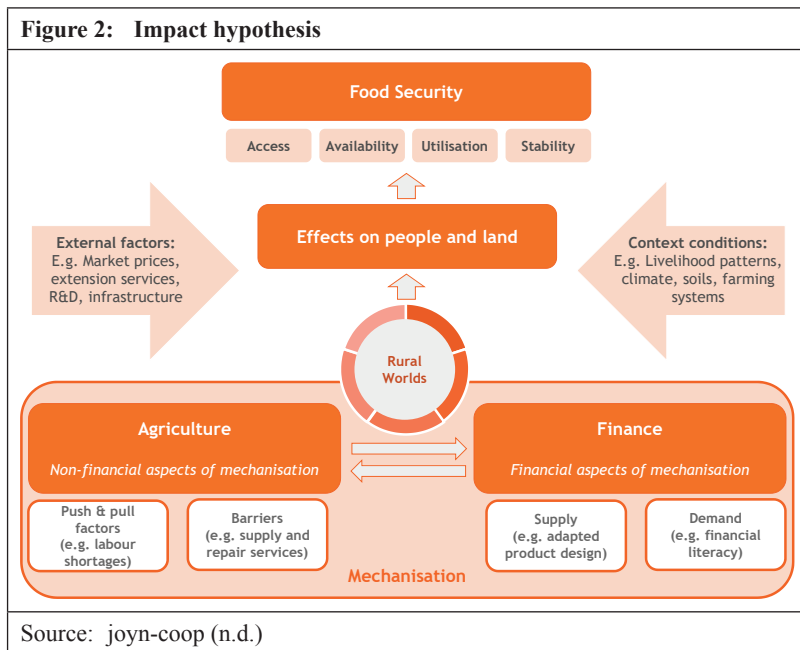 Figure 2: Impact hypothesis
Food Security
Access
Availability
Utilisation
Stability
Effects on people and land
External factors:
E.g. Market prices,
extension services,
R&D, infrastructure
Context conditions:
E.g. Livelihood patterns,
climate, soils, farming
systems
Rural
Worlds
Agriculture
Non-financial aspects of mechanisation
Finance
Financial aspects of mechanisation
Push & pull
factors
(e.g. labour
shortages)
Barriers
(e.g. supply and
repair services)
Supply
(e.g. adapted
product design)
Demand
(e.g. financial
literacy)
Mechanisation
Source: joyn-coop (n.d.)